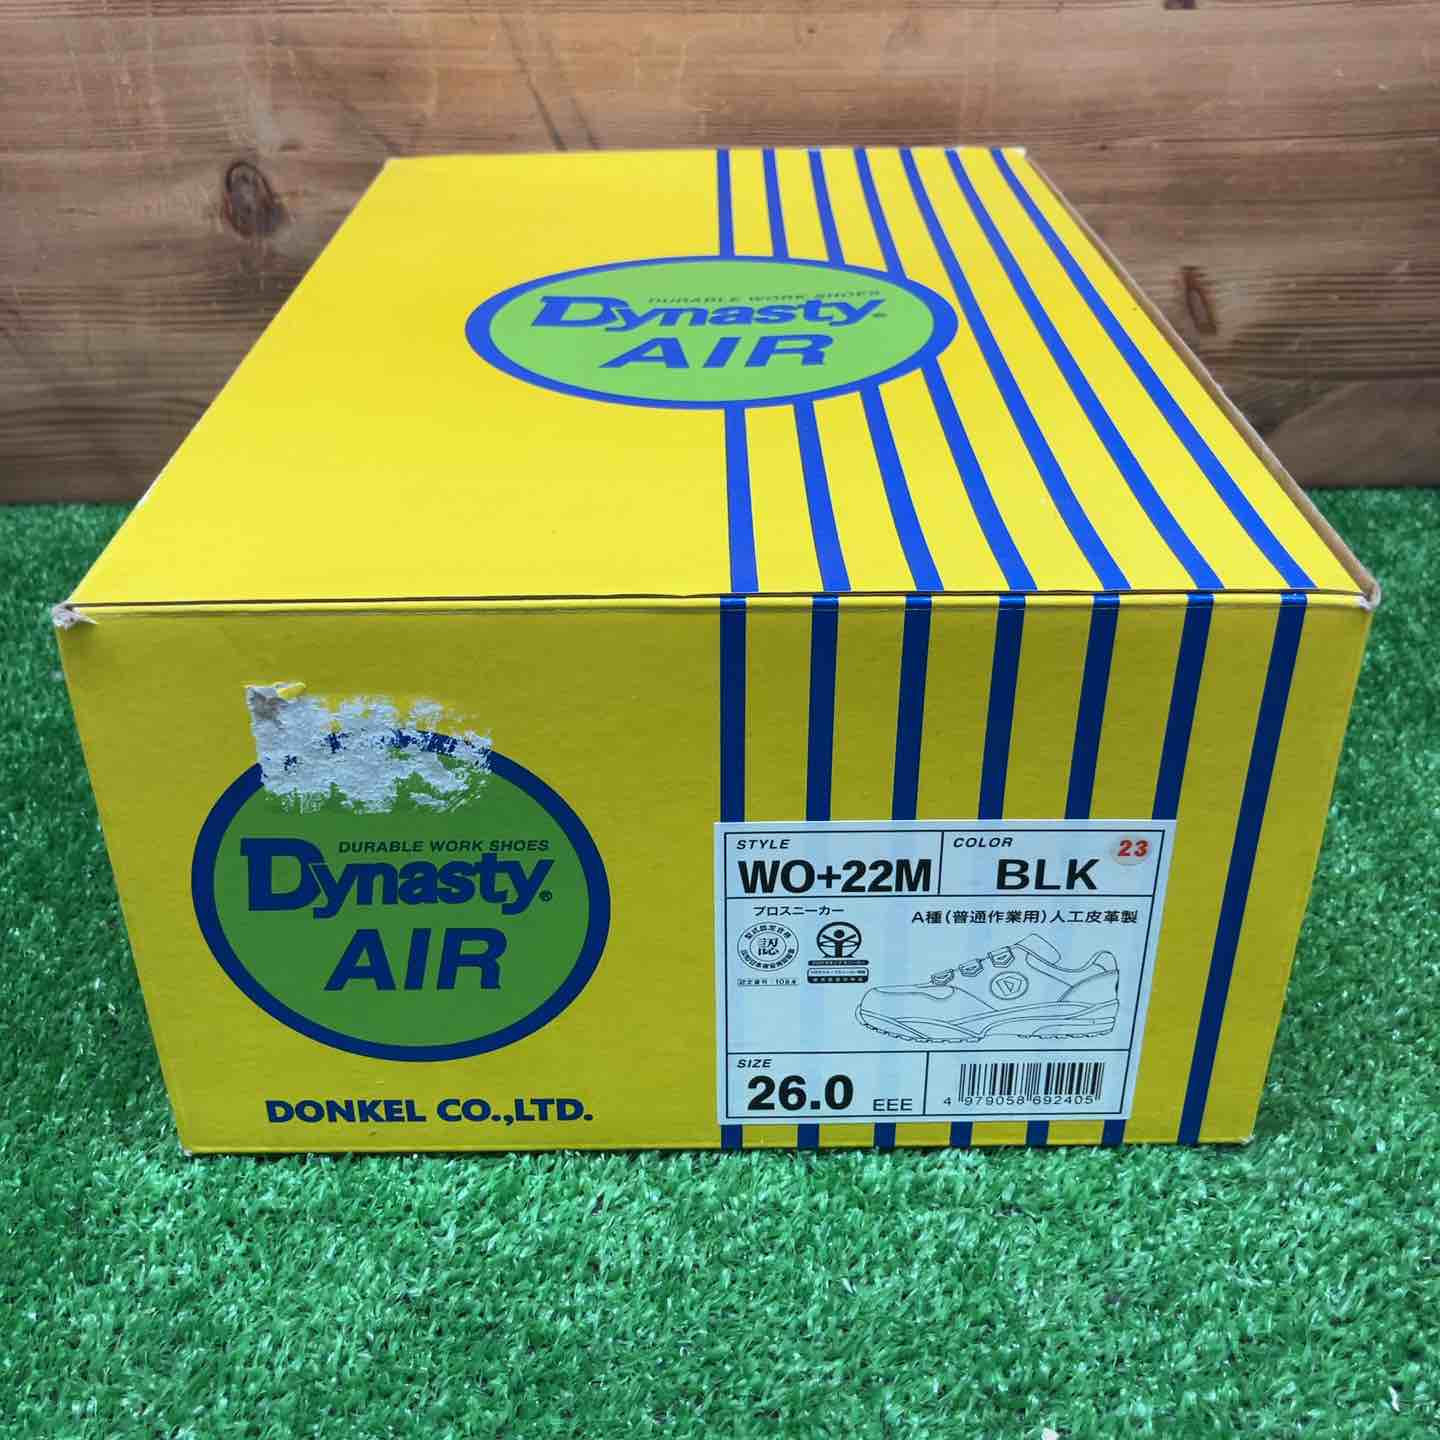 DURABLE WORK SHOES
Dynasty®
AIR
DURABLE WORK SHOES
Dynasty®
AIR
DONKEL CO.,LTD.
STYLE
WO+22M
COLOR
BLK
23
プロスニーカー
A種(普通作業用)人工皮革製
認
SIZE
26.0 EEE
4 979058 692405